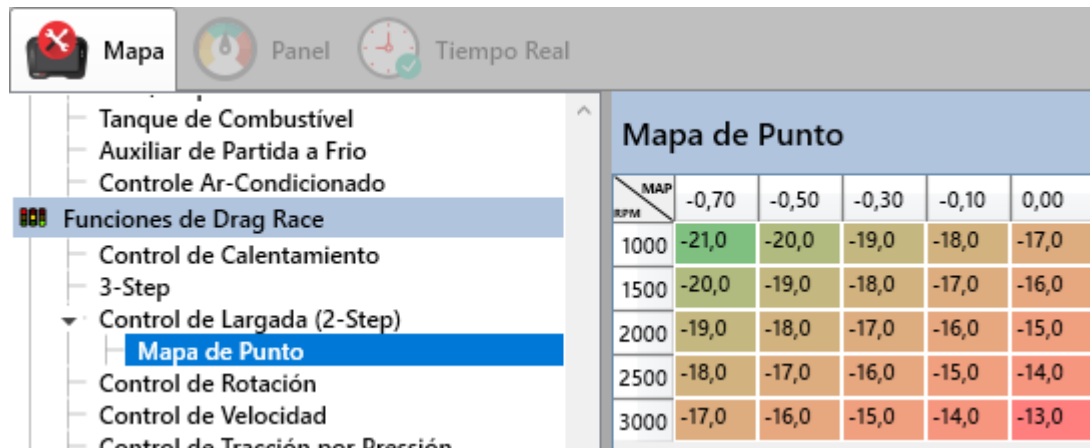 Mapa
Panel
Tiempo Real
Tanque de Combustível
Auxiliar de Partida a Frio
Controle Ar-Condicionado
Funciones de Drag Race
Control de Calentamiento
3-Step
Control de Largada (2-Step)
Mapa de Punto
Control de Rotación
Control de Velocidad
Control de Tracción por Pressión
Mapa de Punto
MAP
RPM
-0,70 -0,50 -0,30 -0,10 0,00
1000 -21,0 -20,0 -19,0 -18,0 -17,0
1500 -20,0 -19,0 -18,0 -17,0 -16,0
2000 -19,0 -18,0 -17,0 -16,0 -15,0
2500 -18,0 -17,0 -16,0 -15,0 -14,0
3000 -17,0 -16,0 -15,0 -14,0 -13,0